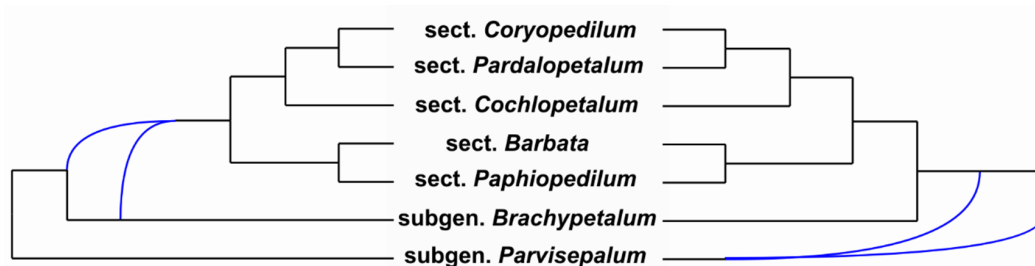 sect. Coryopedilum
sect. Pardalopetalum
sect. Cochlopetalum
sect. Barbata
sect. Paphiopedilum
subgen. Brachypetalum
subgen. Parvisepalum